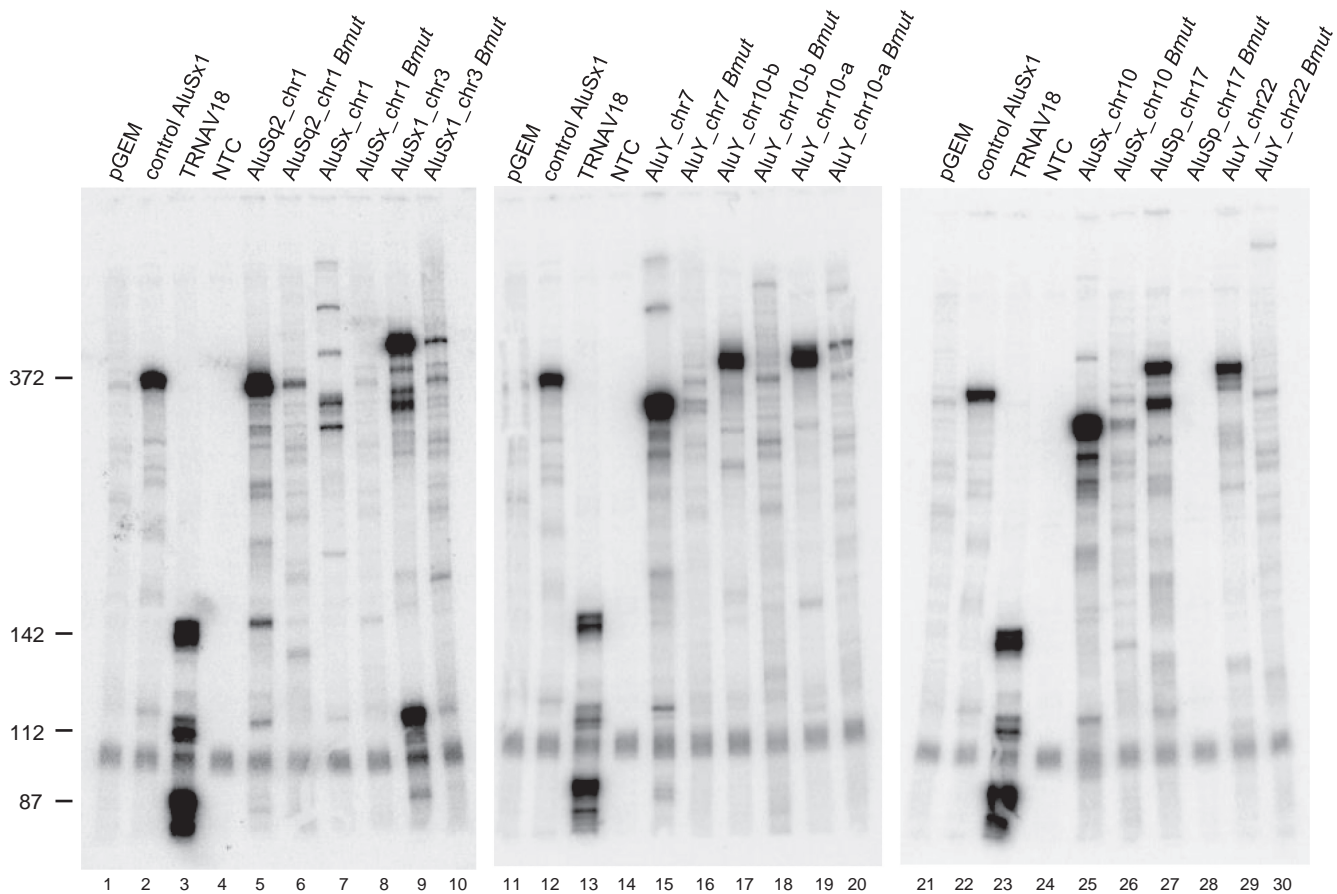 pGEM
control AluSx1
TRNAV18
NTC
AluSq2_chr1
AluSq2_chr1 Bmut
AluSx_chr1
AluSx_chr1 Bmut
AluSx1_chr3
AluSx1_chr3 Bmut
pGEM
control AluSx1
TRNAV18
NTC
AluY_chr7
AluY_chr7 Bmut
AluY_chr10-b
AluY_chr10-b Bmut
AluY_chr10-a
AluY_chr10-a Bmut
pGEM
control AluSx1
TRNAV18
NTC
AluSx_chr10
AluSx_chr10 Bmut
AluSp_chr17
AluSp_chr17 Bmut
AluY_chr22
AluY_chr22 Bmut
372
142
112
87
1 2 3 4 5 6 7 8 9 10
11 12 13 14 15 16 17 18 19 20
21 22 23 24 25 26 27 28 29 30